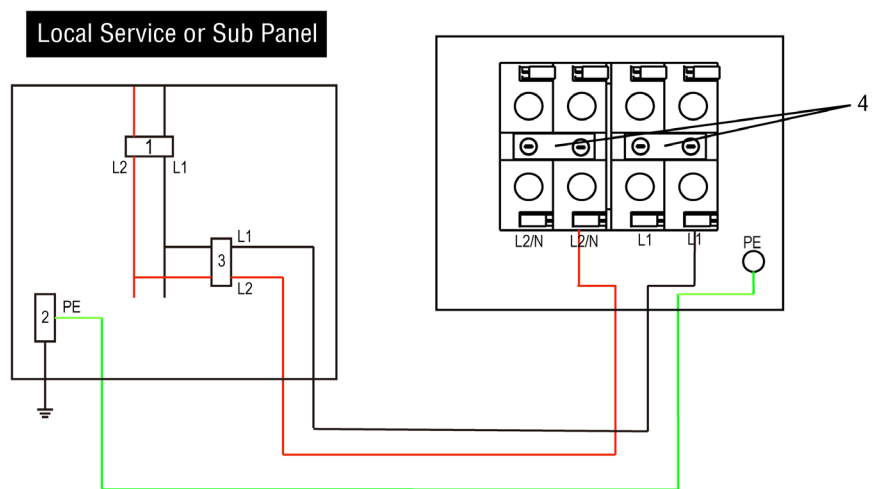 Local Service or Sub Panel
4
1
L2 L1
L1
3
L2
2 PE
L2/N L2/N L1 L1 PE